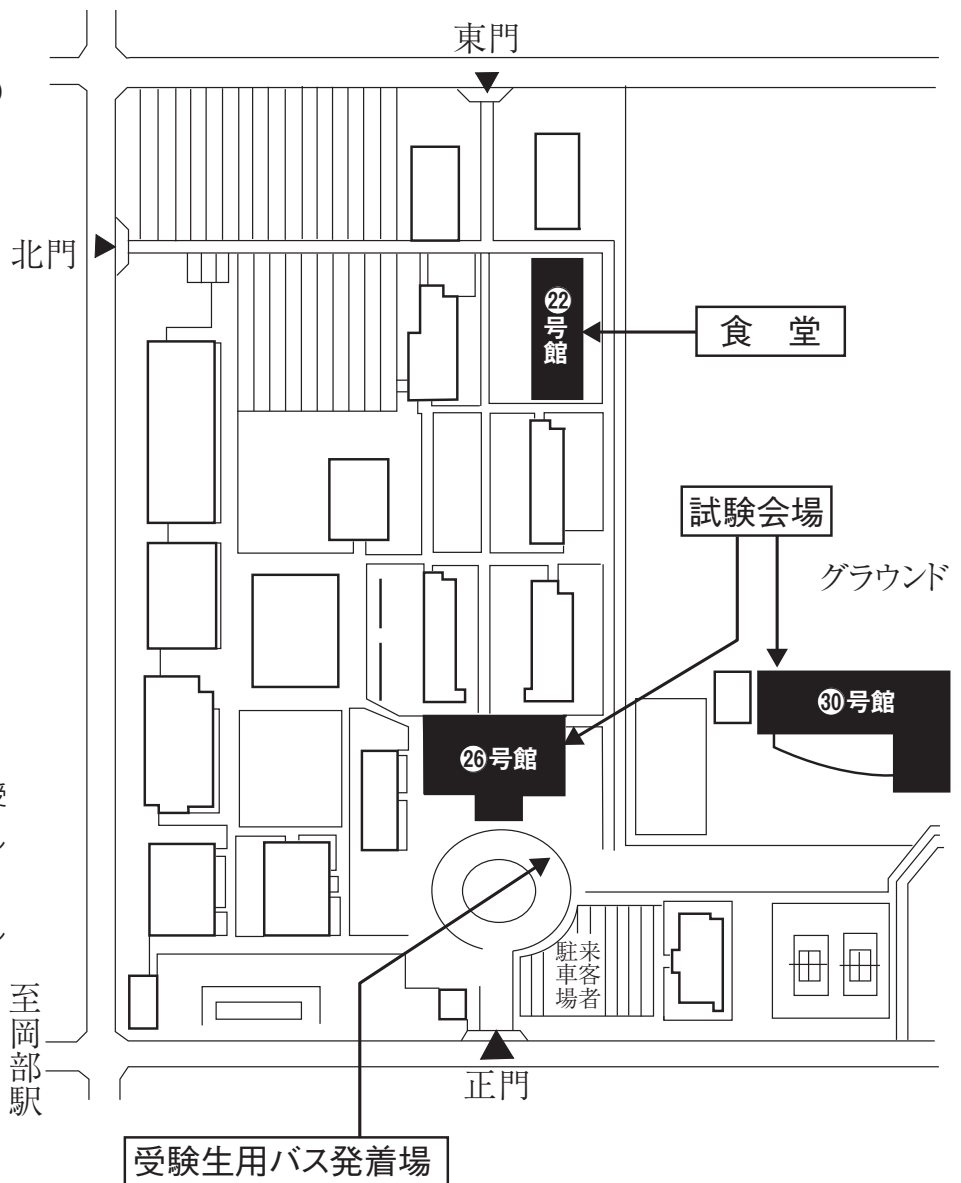 東門
北門
㉒号館
食　堂
試験会場
グラウンド
㉚号館
㉖号館
来客者
駐車場
至岡部駅
正門
受験生用バス発着場